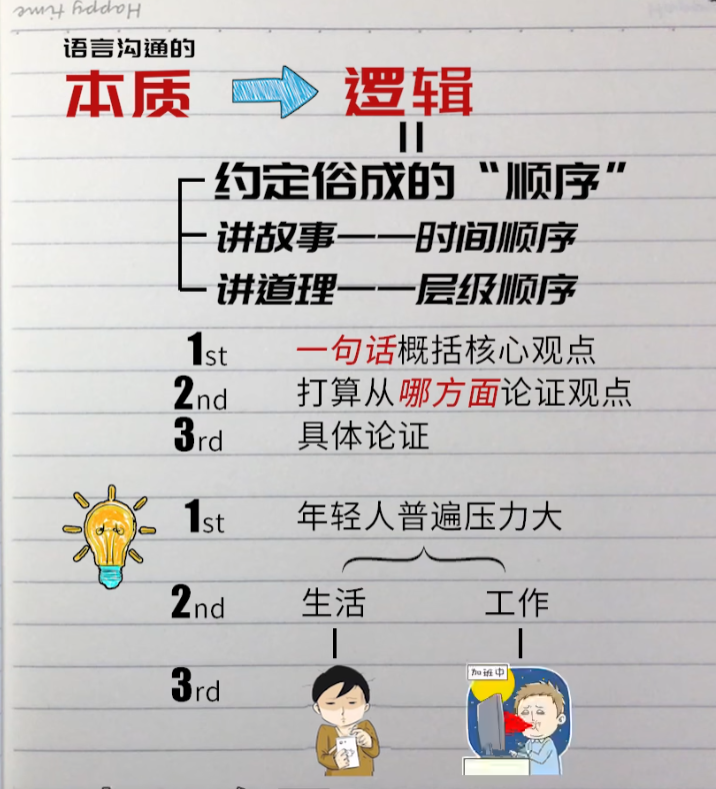 Happy time
语言沟通的
本质 逻辑
约定俗成的“顺序”
讲故事——时间顺序
讲道理——层级顺序
1st 一句话概括核心观点
2nd 打算从哪方面论证观点
3rd 具体论证
1st 年轻人普遍压力大
2nd 生活 工作
3rd
加班中